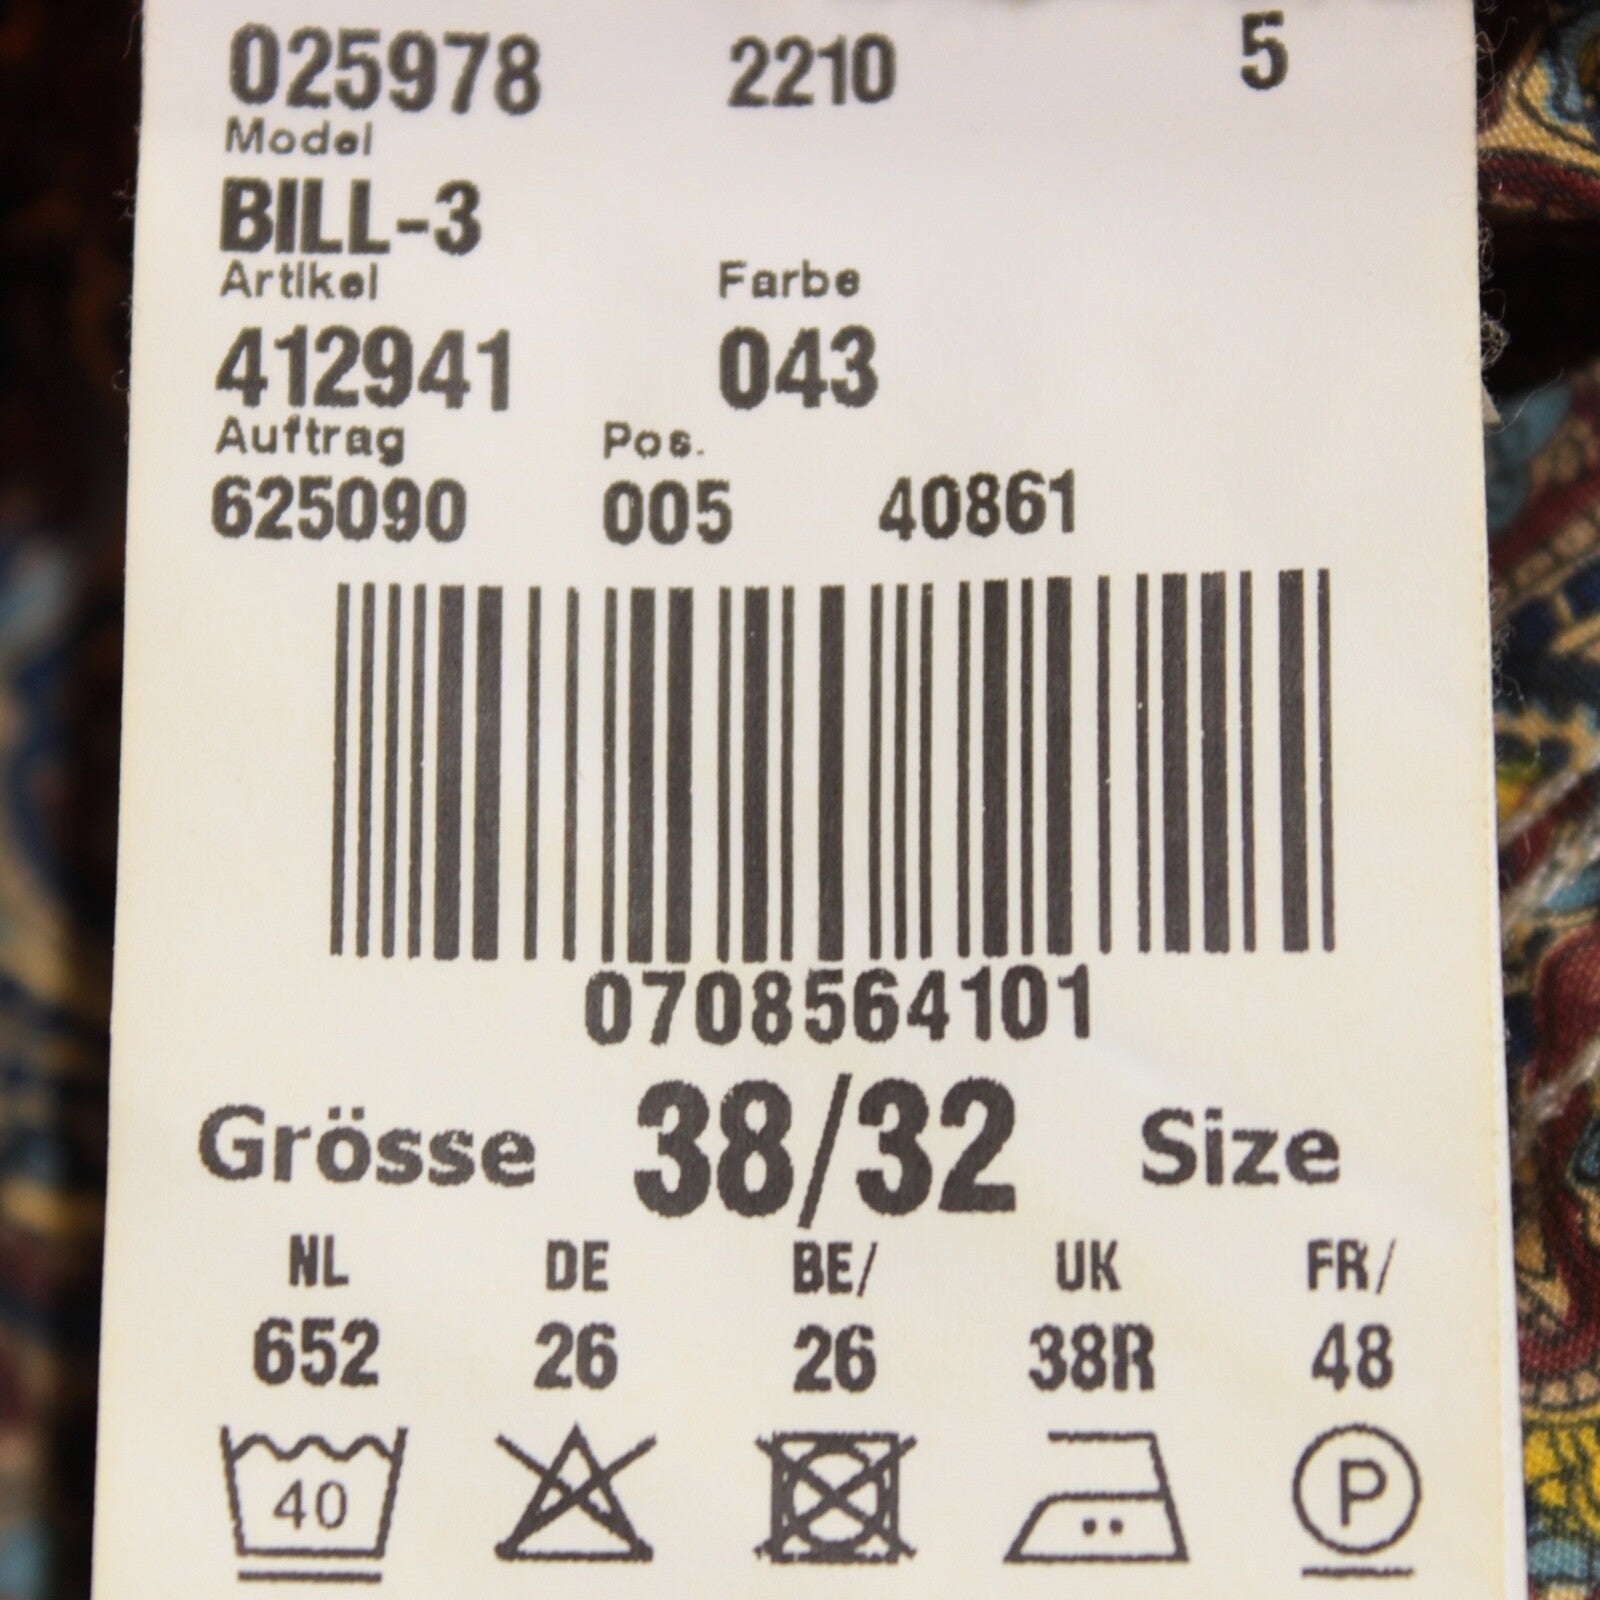 025978 2210 5
Model
BILL-3
Artikel Farbe
412941 043
Auftrag Pos.
625090 005 40861
0708564101
Grösse 38/32 Size
NL DE BE/ UK FR/
652 26 26 38R 48
40 P